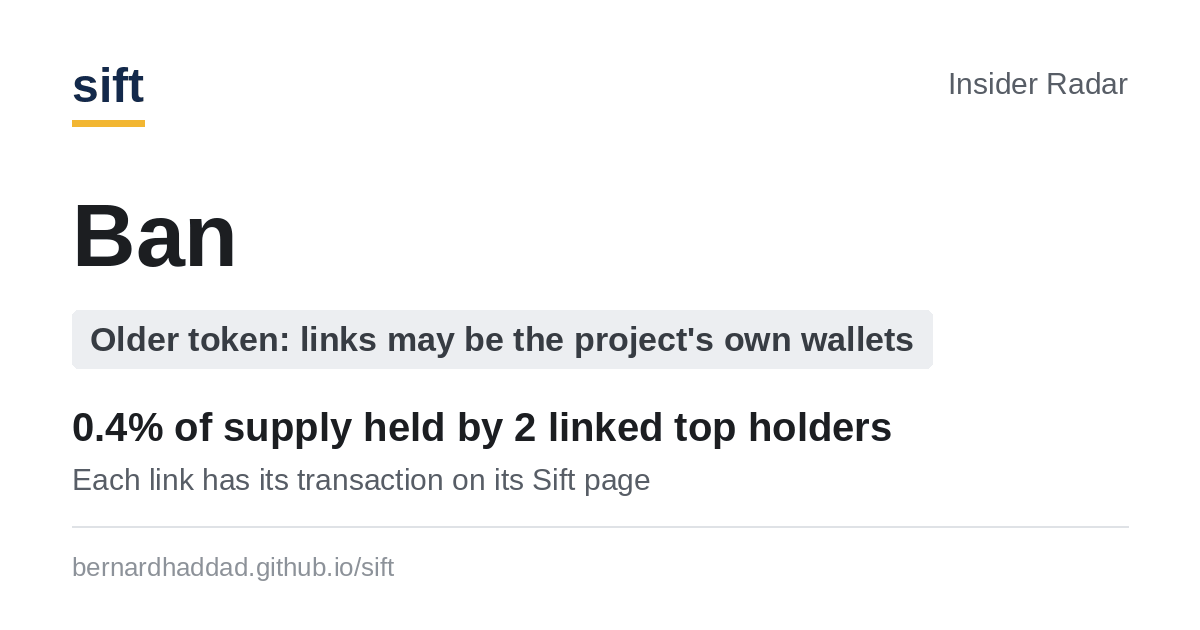 sift
Insider Radar
Ban
Older token: links may be the project's own wallets
0.4% of supply held by 2 linked top holders
Each link has its transaction on its Sift page
bernardhaddad.github.io/sift